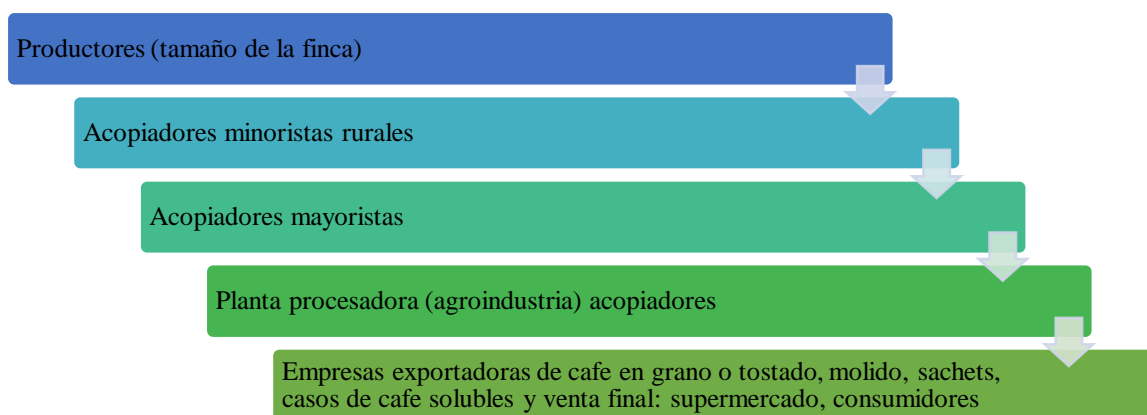 Productores (tamaño de la finca)
Acopiadores minoristas rurales
Acopiadores mayoristas
Planta procesadora (agroindustria) acopiadores
Empresas exportadoras de cafe en grano o tostado, molido, sachets,
casos de cafe solubles y venta final: supermercado, consumidores